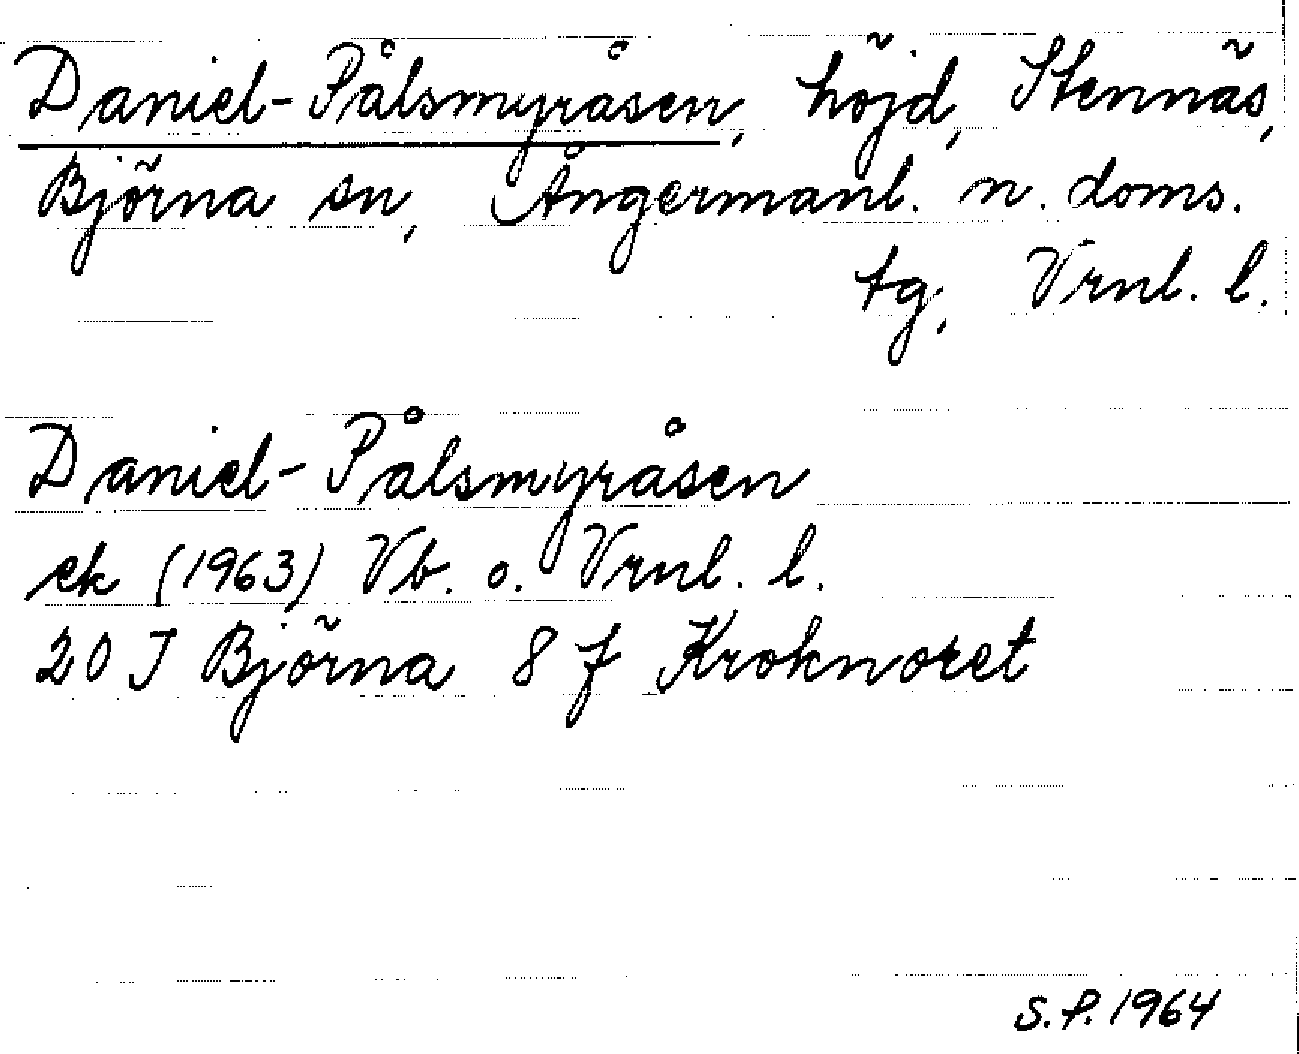 Daniel-Pålsmyråsen, höjd, Stennäs,
Björna sn, Ångermanl. n. doms.
tg, Vrnl. l.
Daniel-Pålsmyråsen
ek (1963) Vb. o. Vrnl. l.
20 J Björna 8 f Kroknoret
S.P. 1964